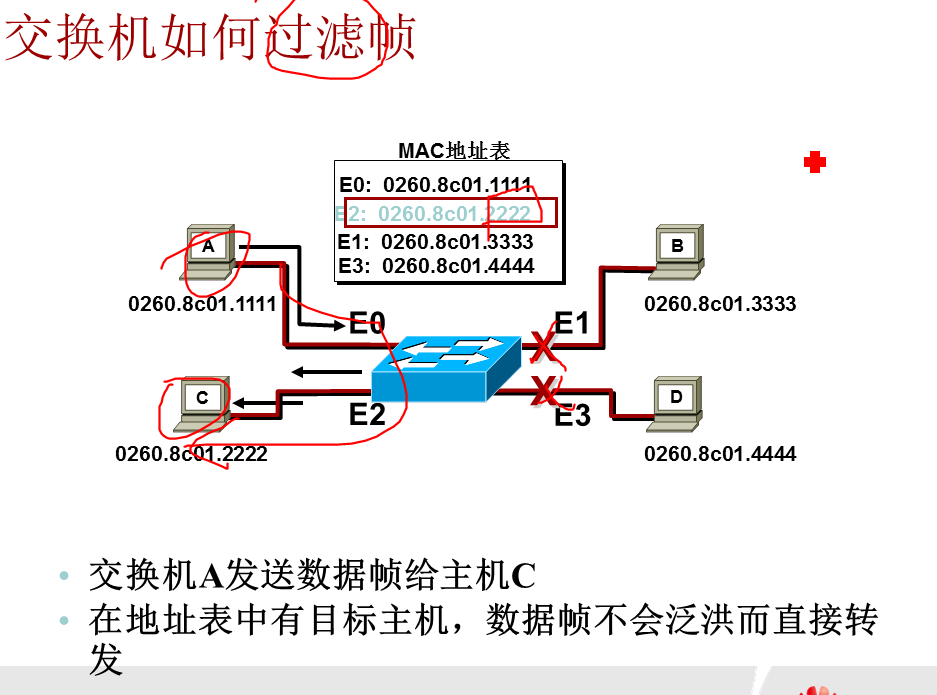 交换机如何过滤帧
MAC地址表
E0: 0260.8c01.1111
E2: 0260.8c01.2222
E1: 0260.8c01.3333
E3: 0260.8c01.4444
A
B
0260.8c01.1111
0260.8c01.3333
E0
E1
X
C
X
D
E2
E3
0260.8c01.2222
0260.8c01.4444
• 交换机A发送数据帧给主机C
• 在地址表中有目标主机，数据帧不会泛洪而直接转
发